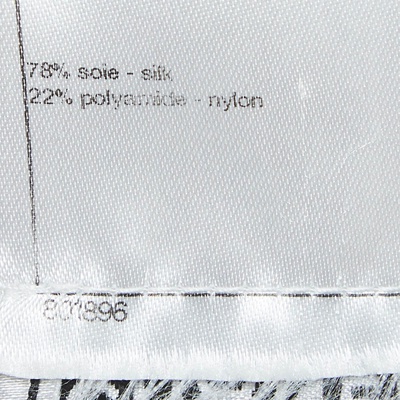 78% soie - silk
22% polyamide - nylon
801896